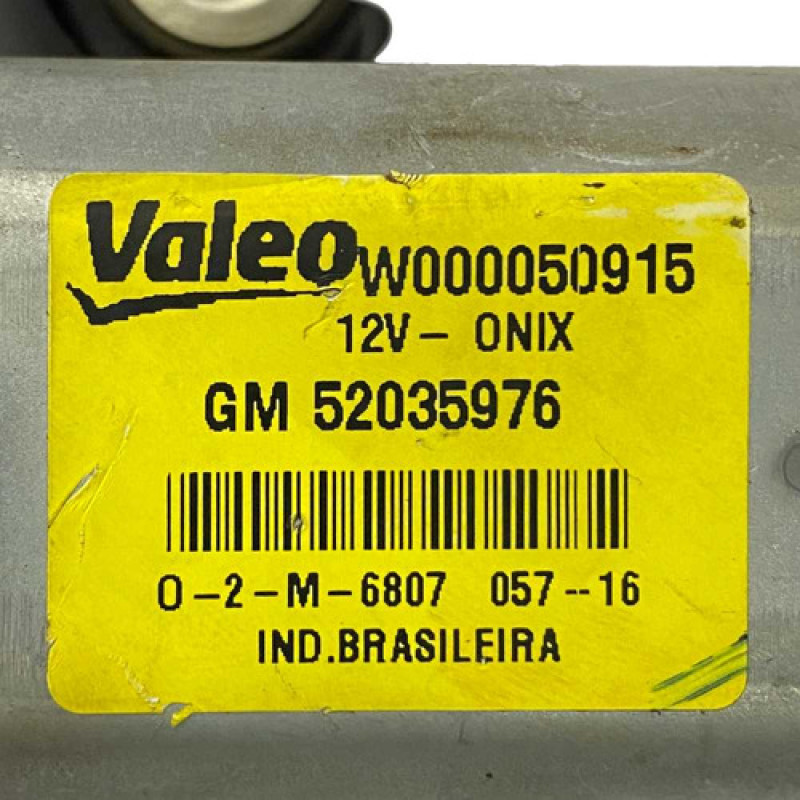 Valeo W000050915
12V- ONIX
GM 52035976
0-2-M-6807 057--16
IND.BRASILEIRA